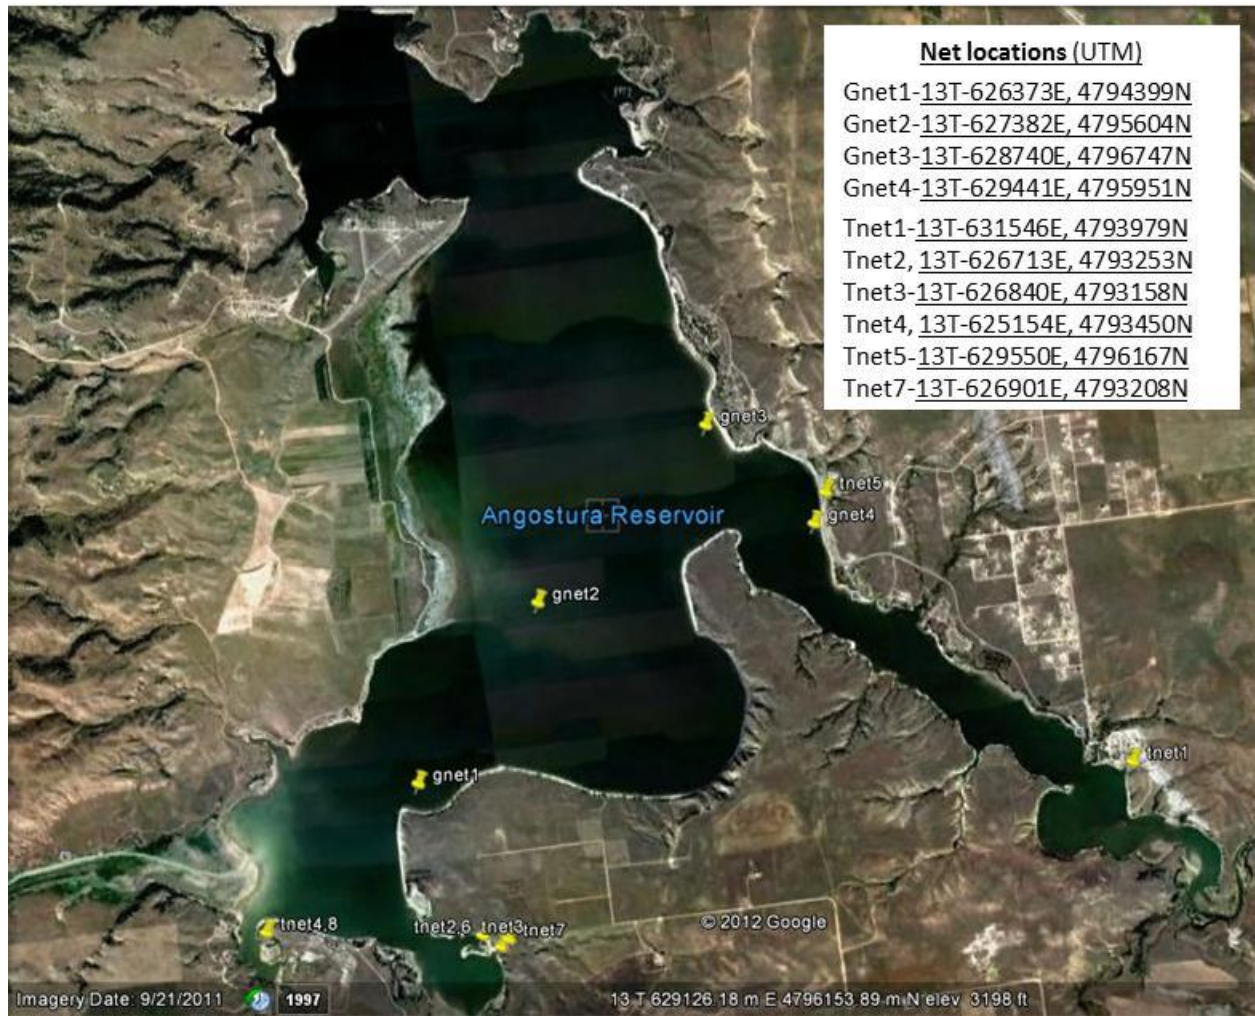 Net locations (UTM)
Gnet1-13T-626373E, 4794399N
Gnet2-13T-627382E, 4795604N
Gnet3-13T-628740E, 4796747N
Gnet4-13T-629441E, 4795951N
Tnet1-13T-631546E, 4793979N
Tnet2, 13T-626713E, 4793253N
Tnet3-13T-626840E, 4793158N
Tnet4, 13T-625154E, 4793450N
Tnet5-13T-629550E, 4796167N
Tnet7-13T-626901E, 4793208N
gnet3
tnet5
Angostura Reservoir
gnet4
gnet2
tnet1
gnet1
tnet4,8
tnet2,6 tnet3 tnet7
© 2012 Google
Imagery Date: 9/21/2011 1997 13 T 629126.18 m E 4796153.89 m N elev 3198 ft